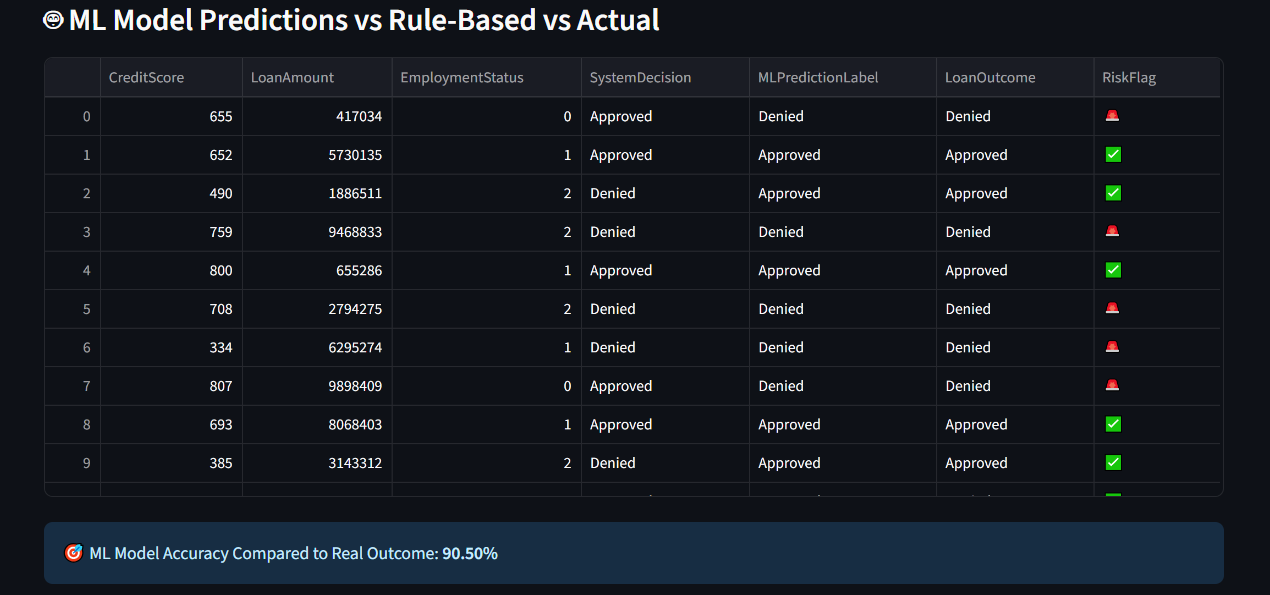 ML Model Predictions vs Rule-Based vs Actual
CreditScore LoanAmount EmploymentStatus SystemDecision MLPredictionLabel LoanOutcome RiskFlag
0 655 417034 0 Approved Denied Denied 🚨
1 652 5730135 1 Approved Approved Approved ✅
2 490 1886511 2 Denied Approved Approved ✅
3 759 9468833 2 Denied Denied Denied 🚨
4 800 655286 1 Approved Approved Approved ✅
5 708 2794275 2 Denied Denied Denied 🚨
6 334 6295274 1 Denied Denied Denied 🚨
7 807 9898409 0 Approved Denied Denied 🚨
8 693 8068403 1 Approved Approved Approved ✅
9 385 3143312 2 Denied Approved Approved ✅
🎯 ML Model Accuracy Compared to Real Outcome: 90.50%